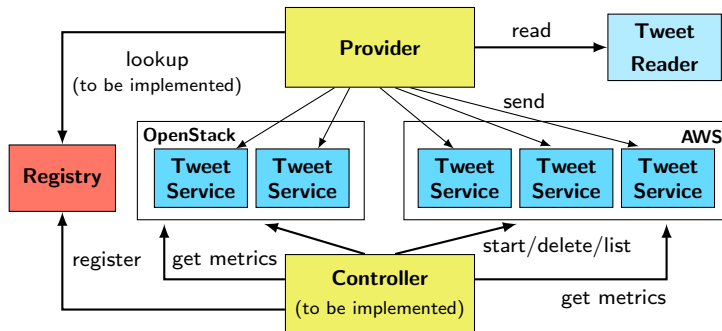 Provider
read
Tweet
Reader
lookup
(to be implemented)
send
OpenStack
AWS
Tweet
Service
Tweet
Service
Tweet
Service
Tweet
Service
Tweet
Service
Registry
register
get metrics
start/delete/list
Controller
(to be implemented)
get metrics